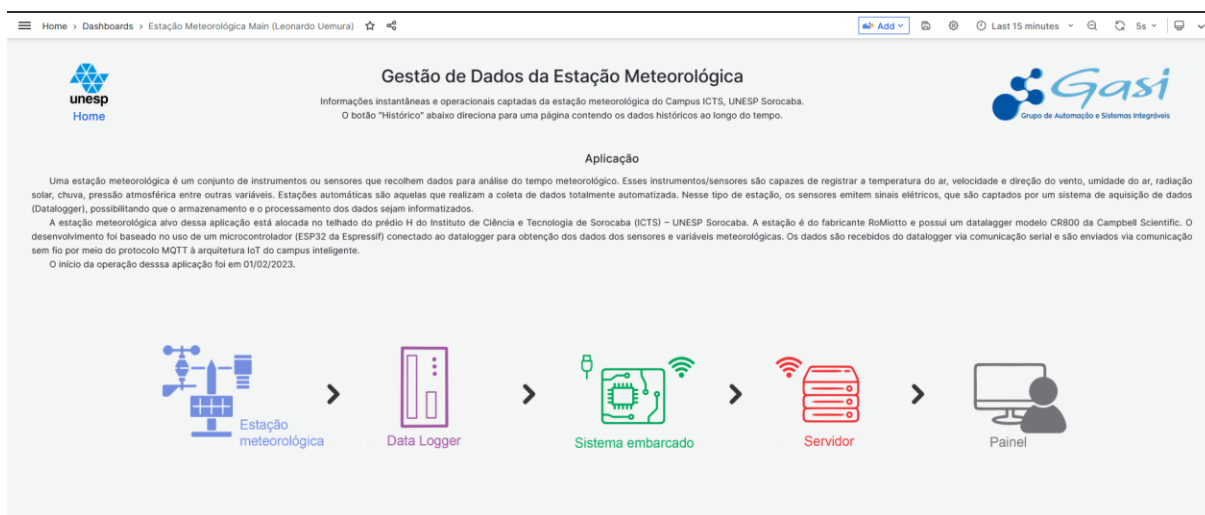 Home › Dashboards › Estação Meteorológica Main (Leonardo Uemura)
Add
Last 15 minutes
5s
unesp
Home
Gestão de Dados da Estação Meteorológica
Informações instantâneas e operacionais captadas da estação meteorológica do Campus ICTS, UNESP Sorocaba.
O botão "Histórico" abaixo direciona para uma página contendo os dados históricos ao longo do tempo.
Gasi
Grupo de Automação e Sistemas Integráveis
Aplicação
Uma estação meteorológica é um conjunto de instrumentos ou sensores que recolhem dados para análise do tempo meteorológico. Esses instrumentos/sensores são capazes de registrar a temperatura do ar, velocidade e direção do vento, umidade do ar, radiação
solar, chuva, pressão atmosférica entre outras variáveis. Estações automáticas são aquelas que realizam a coleta de dados totalmente automatizada. Nesse tipo de estação, os sensores emitem sinais elétricos, que são captados por um sistema de aquisição de dados
(Datalogger), possibilitando que o armazenamento e o processamento dos dados sejam informatizados.
A estação meteorológica alvo dessa aplicação está alocada no telhado do prédio H do Instituto de Ciência e Tecnologia de Sorocaba (ICTS) – UNESP Sorocaba. A estação é do fabricante RoMiotto e possui um datalagger modelo CR800 da Campbell Scientific. O
desenvolvimento foi baseado no uso de um microcontrolador (ESP32 da Espressif) conectado ao datalogger para obtenção dos dados dos sensores e variáveis meteorológicas. Os dados são recebidos do datalogger via comunicação serial e são enviados via comunicação
sem fio por meio do protocolo MQTT à arquitetura IoT do campus inteligente.
O início da operação desssa aplicação foi em 01/02/2023.
Estação
meteorológica
Data Logger
Sistema embarcado
Servidor
Painel